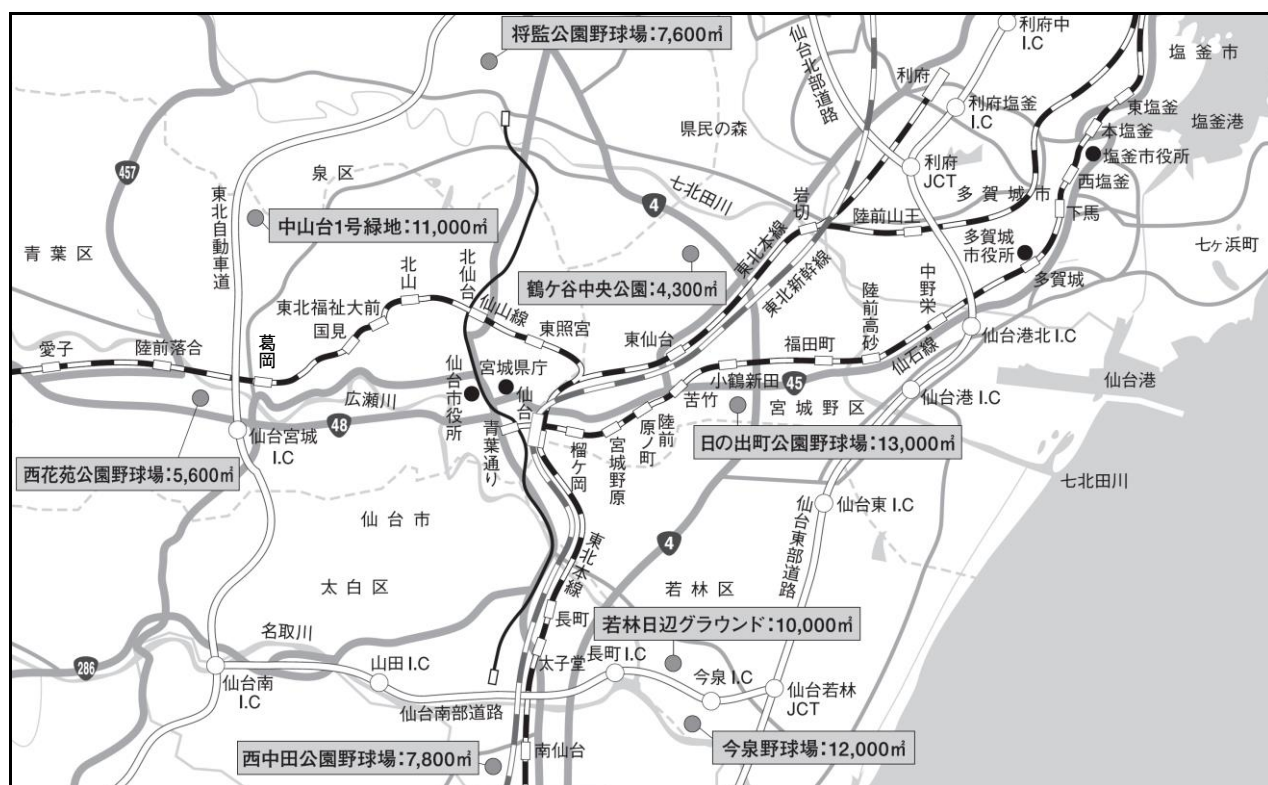 将監公園野球場:7,600㎡
仙台北部道路
利府中
I.C
塩釜市
利府
東塩釜
利府塩釜
I.C
塩釜港
本塩釜
県民の森
塩釜市役所
457
東北自動車道
泉区
七北田川
利府
JCT
西塩釜
4
岩切
多賀城市
陸前山王
下馬
中山台1号緑地:11,000㎡
青葉区
七ヶ浜町
多賀城
市役所
東北本線
北山
北仙台
鶴ケ谷中央公園:4,300㎡
東北新幹線
中野栄
多賀城
仙山線
陸前高砂
東北福祉大前
国見
東照宮
東仙台
福田町
仙台港北 I.C
愛子
陸前落合
葛岡
仙石線
宮城県庁
小鶴新田
45
仙台港
仙台市役所
仙台
広瀬川
苦竹
宮城野区
仙台港 I.C
48
青葉通り
陸前
原ノ町
仙台宮城
I.C
榴ケ岡
宮城野原
日の出町公園野球場:13,000㎡
西花苑公園野球場:5,600㎡
七北田川
仙台東 I.C
仙台市
仙台東部道路
4
東北本線
太白区
若林区
長町
若林日辺グラウンド:10,000㎡
名取川
太子堂
長町 I.C
286
山田 I.C
今泉 I.C
仙台南
I.C
仙台若林
JCT
仙台南部道路
西中田公園野球場:7,800㎡
南仙台
今泉野球場:12,000㎡